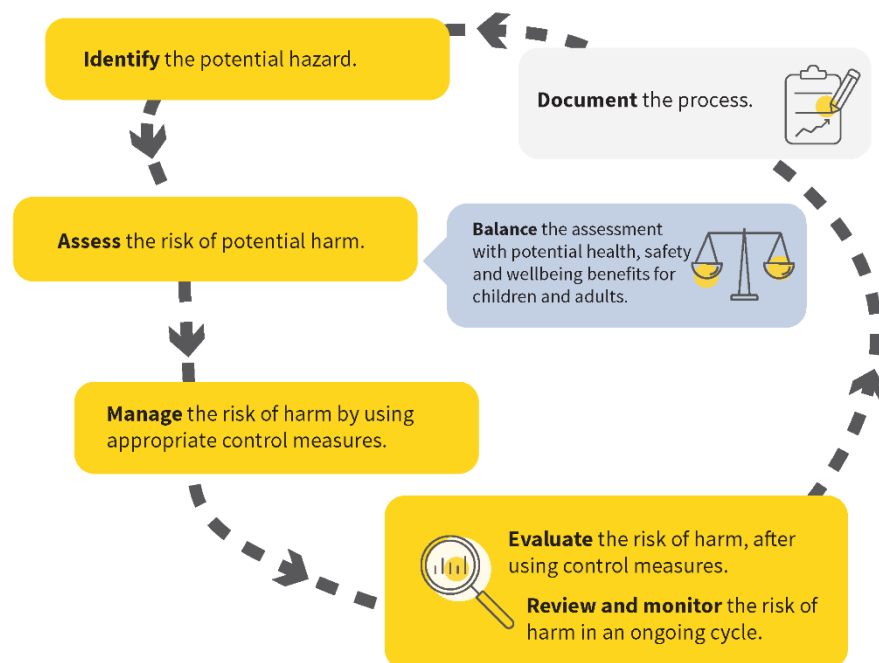 Identify the potential hazard.
Document the process.
Assess the risk of potential harm.
Balance the assessment
with potential health, safety
and wellbeing benefits for
children and adults.
Manage the risk of harm by using
appropriate control measures.
Evaluate the risk of harm, after
using control measures.
Review and monitor the risk of
harm in an ongoing cycle.